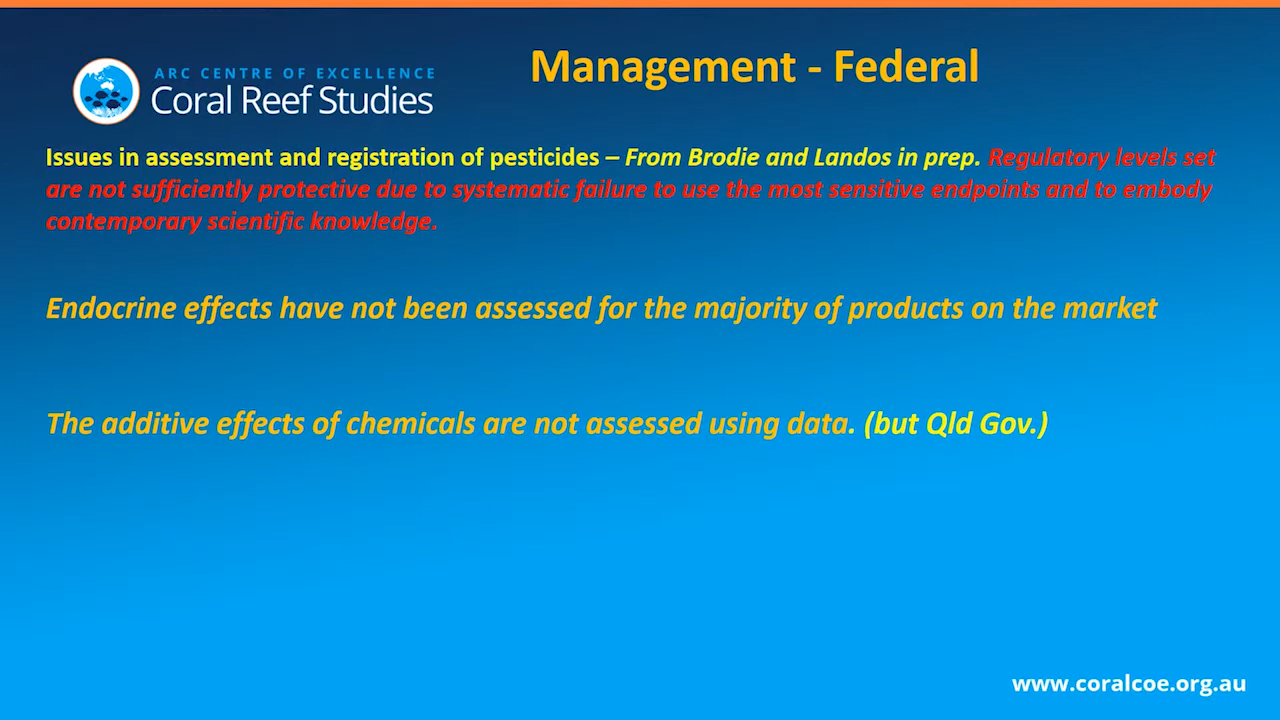 ARC CENTRE OF EXCELLENCE
Coral Reef Studies
Management - Federal
Issues in assessment and registration of pesticides – From Brodie and Landos in prep. Regulatory levels set
are not sufficiently protective due to systematic failure to use the most sensitive endpoints and to embody
contemporary scientific knowledge.
Endocrine effects have not been assessed for the majority of products on the market
The additive effects of chemicals are not assessed using data. (but Qld Gov.)
www.coralcoe.org.au